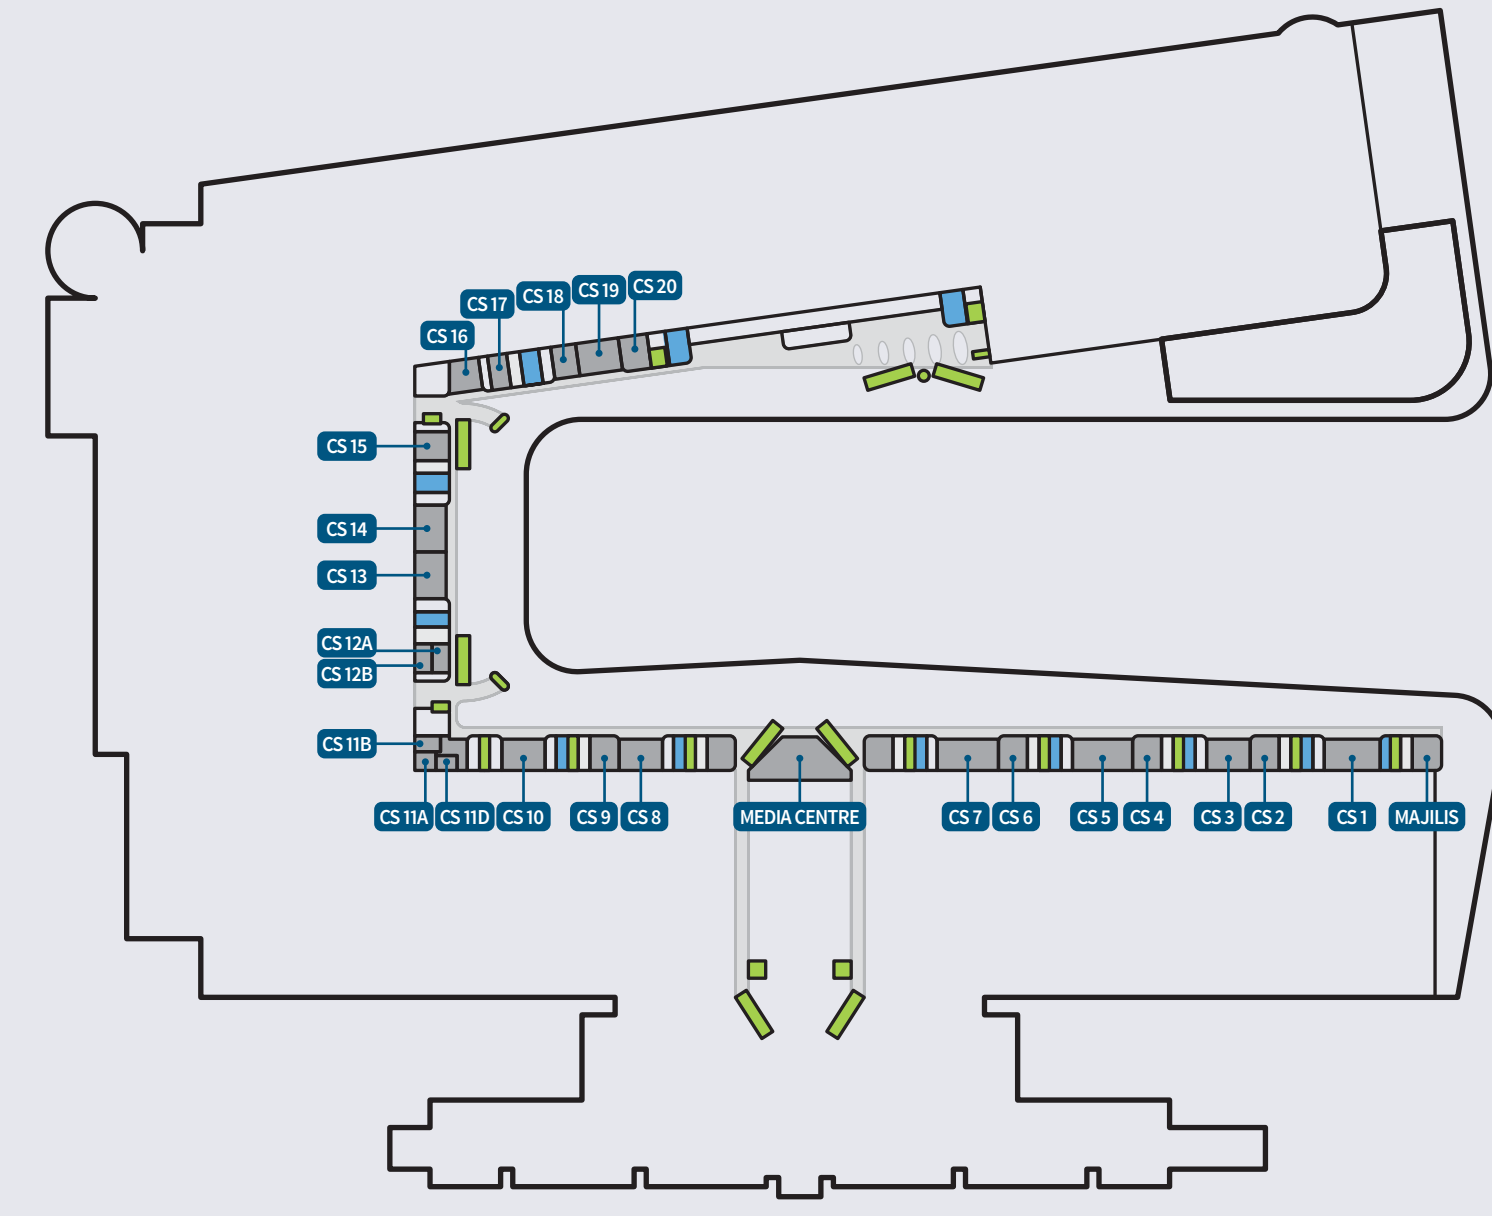 CS 20
CS 19
CS 18
CS 17
CS 16
CS 15
CS 14
CS 13
CS 12A
CS 12B
CS 11B
CS 11A
CS 11D
CS 10
CS 9
CS 8
MEDIA CENTRE
CS 7
CS 6
CS 5
CS 4
CS 3
CS 2
CS 1
MAJILIS